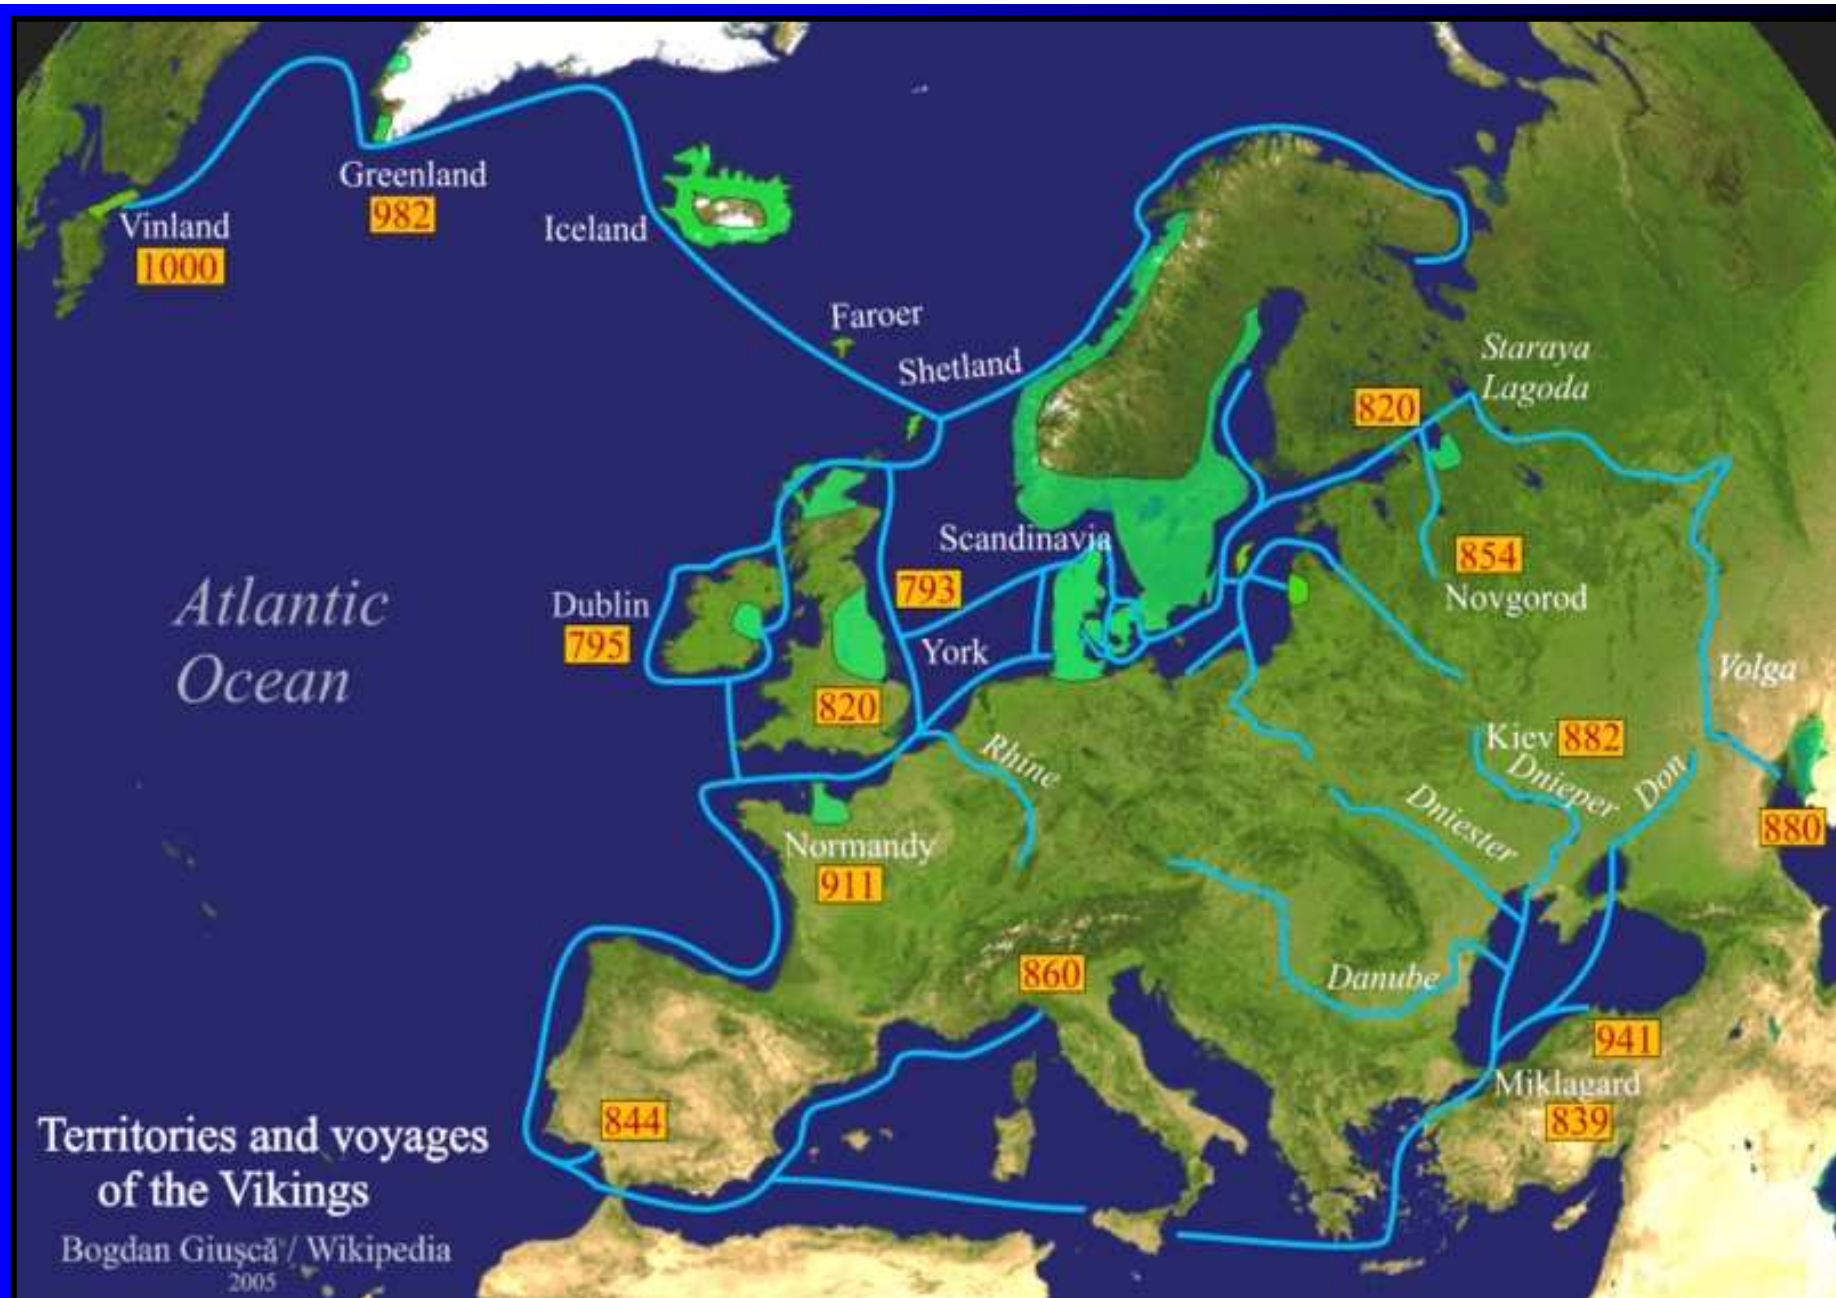 Greenland
982
Vinland
1000
Iceland
Faroer
Shetland
Staraya
Lagoda
820
Scandinavia
793
854
Novgorod
Atlantic
Ocean
Dublin
795
York
820
Volga
Rhine
Kiev 882
Dnieper
Don
Dniester
880
Normandy
911
860
Danube
941
Miklagard
839
844
Territories and voyages
of the Vikings
Bogdan Giuşcă / Wikipedia
2005